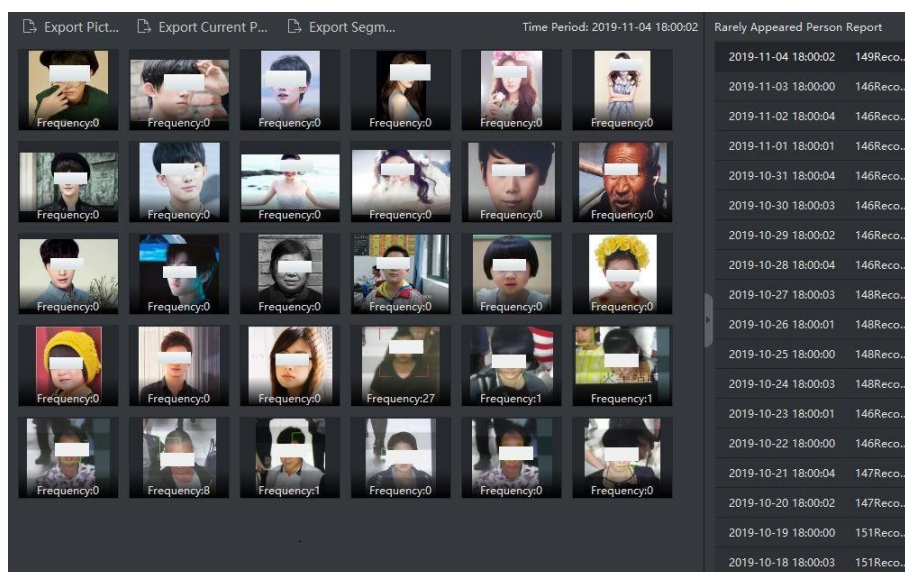 Export Pict... Export Current P... Export Segm... Time Period: 2019-11-04 18:00:02
Frequency:0 Frequency:0 Frequency:0 Frequency:0 Frequency:0 Frequency:0
Frequency:0 Frequency:0 Frequency:0 Frequency:0 Frequency:0 Frequency:0
Frequency:0 Frequency:0 Frequency:0 Frequency:0 Frequency:0 Frequency:0
Frequency:0 Frequency:0 Frequency:0 Frequency:27 Frequency:1 Frequency:1
Frequency:0 Frequency:8 Frequency:1 Frequency:0 Frequency:0 Frequency:0
Rarely Appeared Person Report
2019-11-04 18:00:02 149Reco..
2019-11-03 18:00:00 146Reco..
2019-11-02 18:00:04 146Reco..
2019-11-01 18:00:01 146Reco..
2019-10-31 18:00:04 146Reco..
2019-10-30 18:00:03 146Reco..
2019-10-29 18:00:02 146Reco..
2019-10-28 18:00:04 146Reco..
2019-10-27 18:00:03 148Reco..
2019-10-26 18:00:01 148Reco..
2019-10-25 18:00:00 148Reco..
2019-10-24 18:00:03 148Reco..
2019-10-23 18:00:01 146Reco..
2019-10-22 18:00:00 146Reco..
2019-10-21 18:00:04 147Reco..
2019-10-20 18:00:02 147Reco..
2019-10-19 18:00:00 151Reco..
2019-10-18 18:00:03 151Reco..